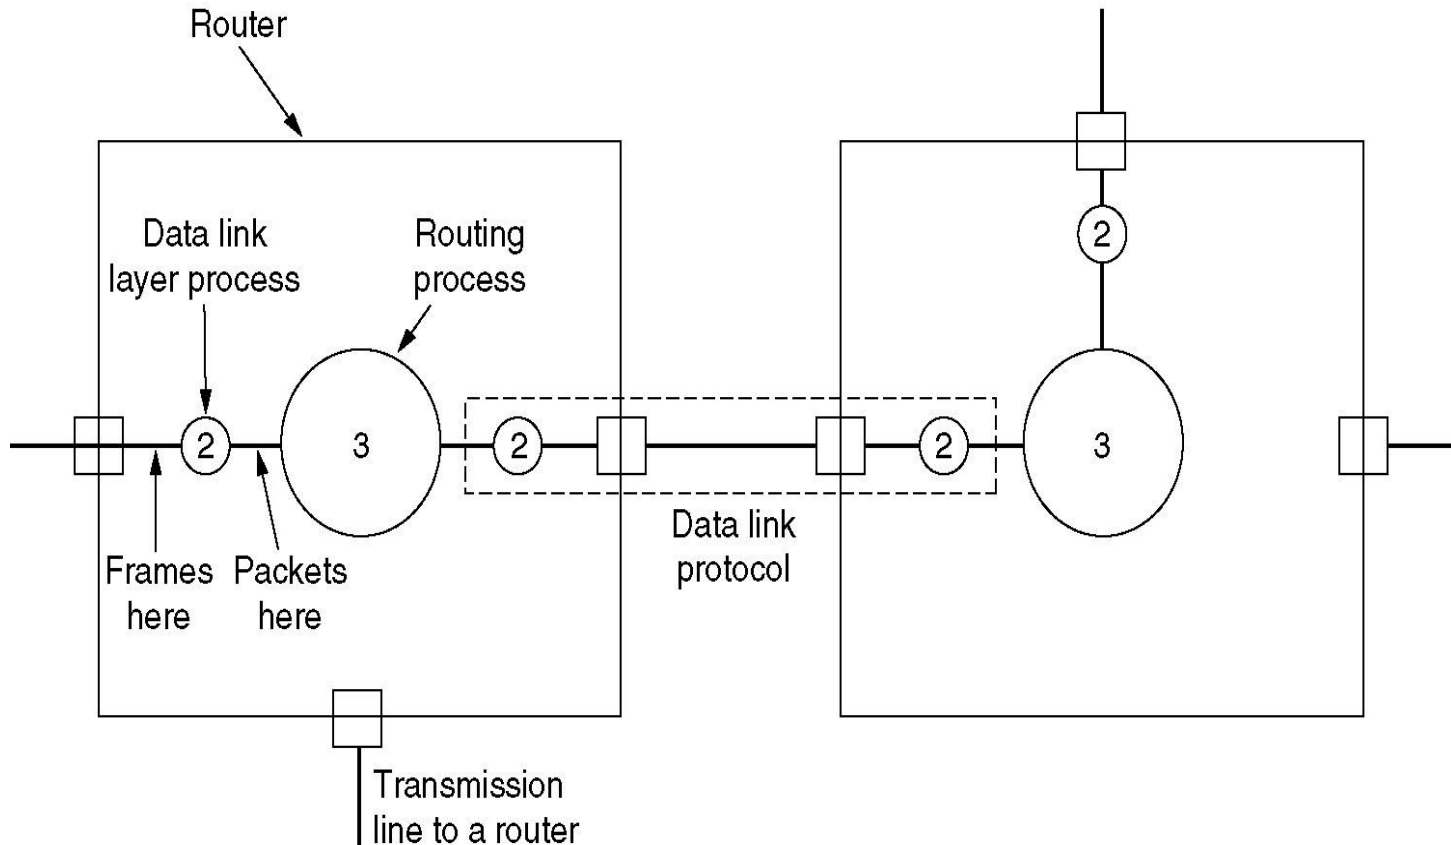 Router
Data link
layer process
Routing
process
2
2
3
2
2
3
Frames
here
Packets
here
Data link
protocol
Transmission
line to a router